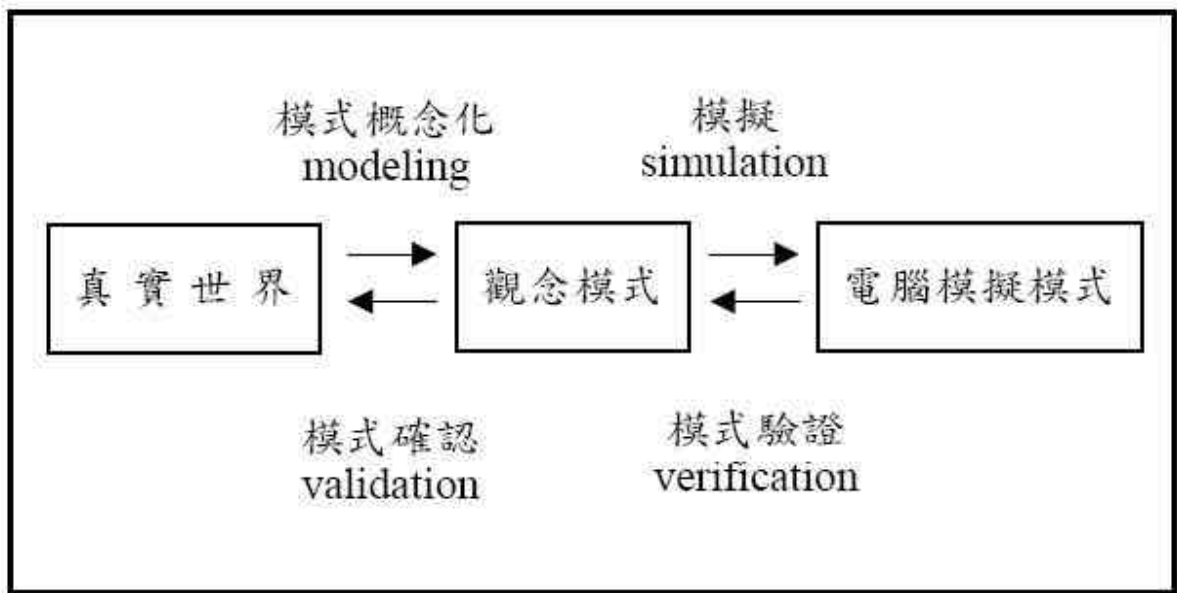 模式概念化
modeling
模擬
simulation
真實世界
觀念模式
電腦模擬模式
模式確認
validation
模式驗證
verification